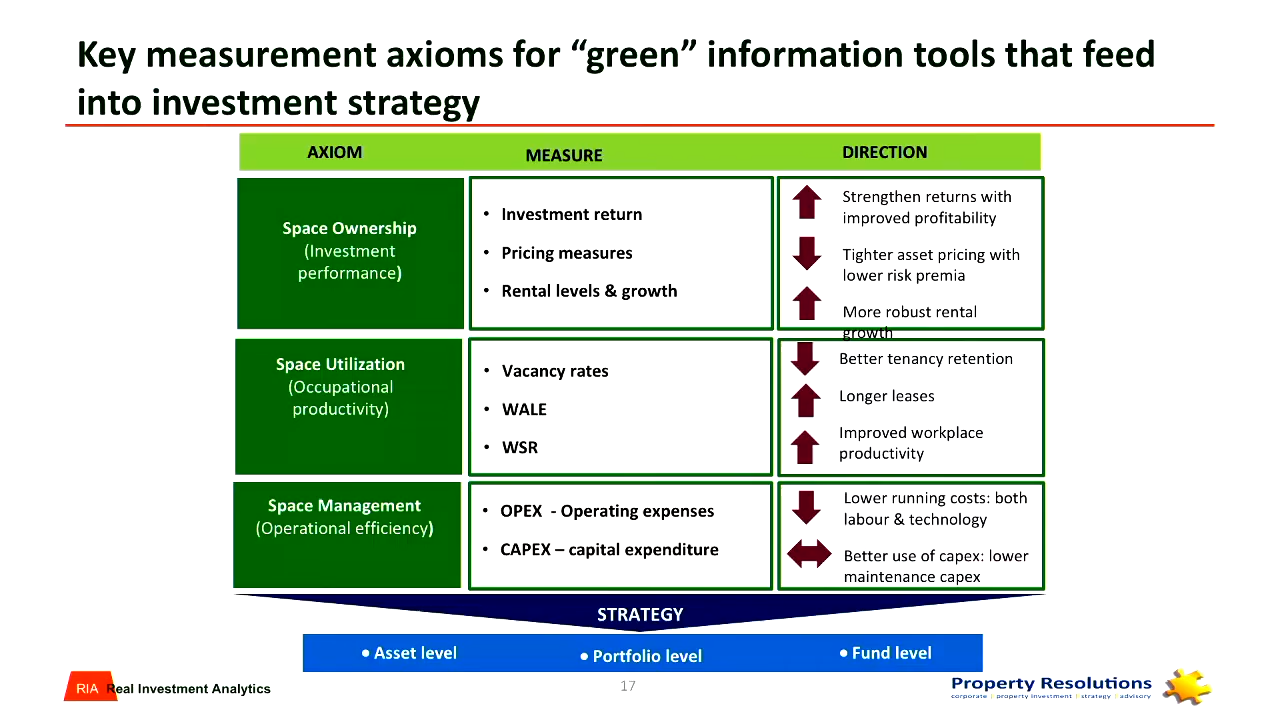 Key measurement axioms for “green” information tools that feed
into investment strategy
AXIOM
MEASURE
DIRECTION
Space Ownership
(Investment
performance)
• Investment return
• Pricing measures
• Rental levels & growth
Strengthen returns with
improved profitability
Tighter asset pricing with
lower risk premia
More robust rental
growth
Space Utilization
(Occupational
productivity)
• Vacancy rates
• WALE
• WSR
Better tenancy retention
Longer leases
Improved workplace
productivity
Space Management
(Operational efficiency)
• OPEX - Operating expenses
• CAPEX – capital expenditure
Lower running costs: both
labour & technology
Better use of capex: lower
maintenance capex
STRATEGY
• Asset level
• Portfolio level
• Fund level
RIA Real Investment Analytics
17
Property Resolutions
corporate | property investment | strategy | advisory